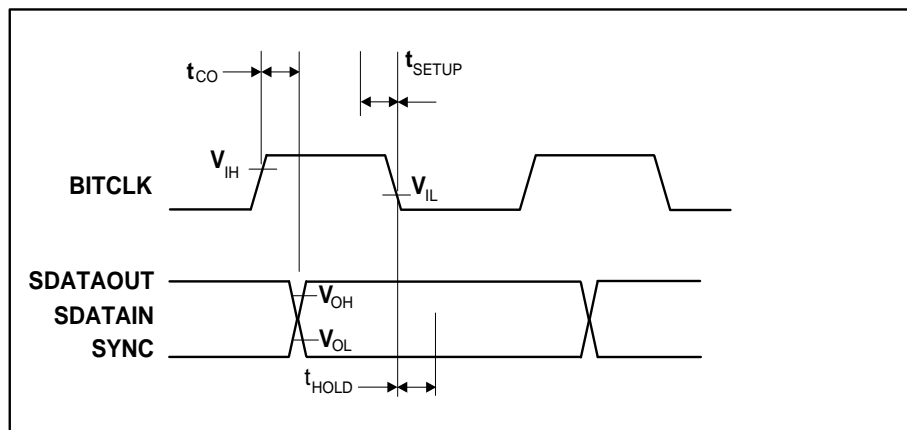 tCO
tSETUP
VIH
BITCLK
VIL
SDATAOUT
VOH
SDATAIN
SYNC
VOL
tHOLD